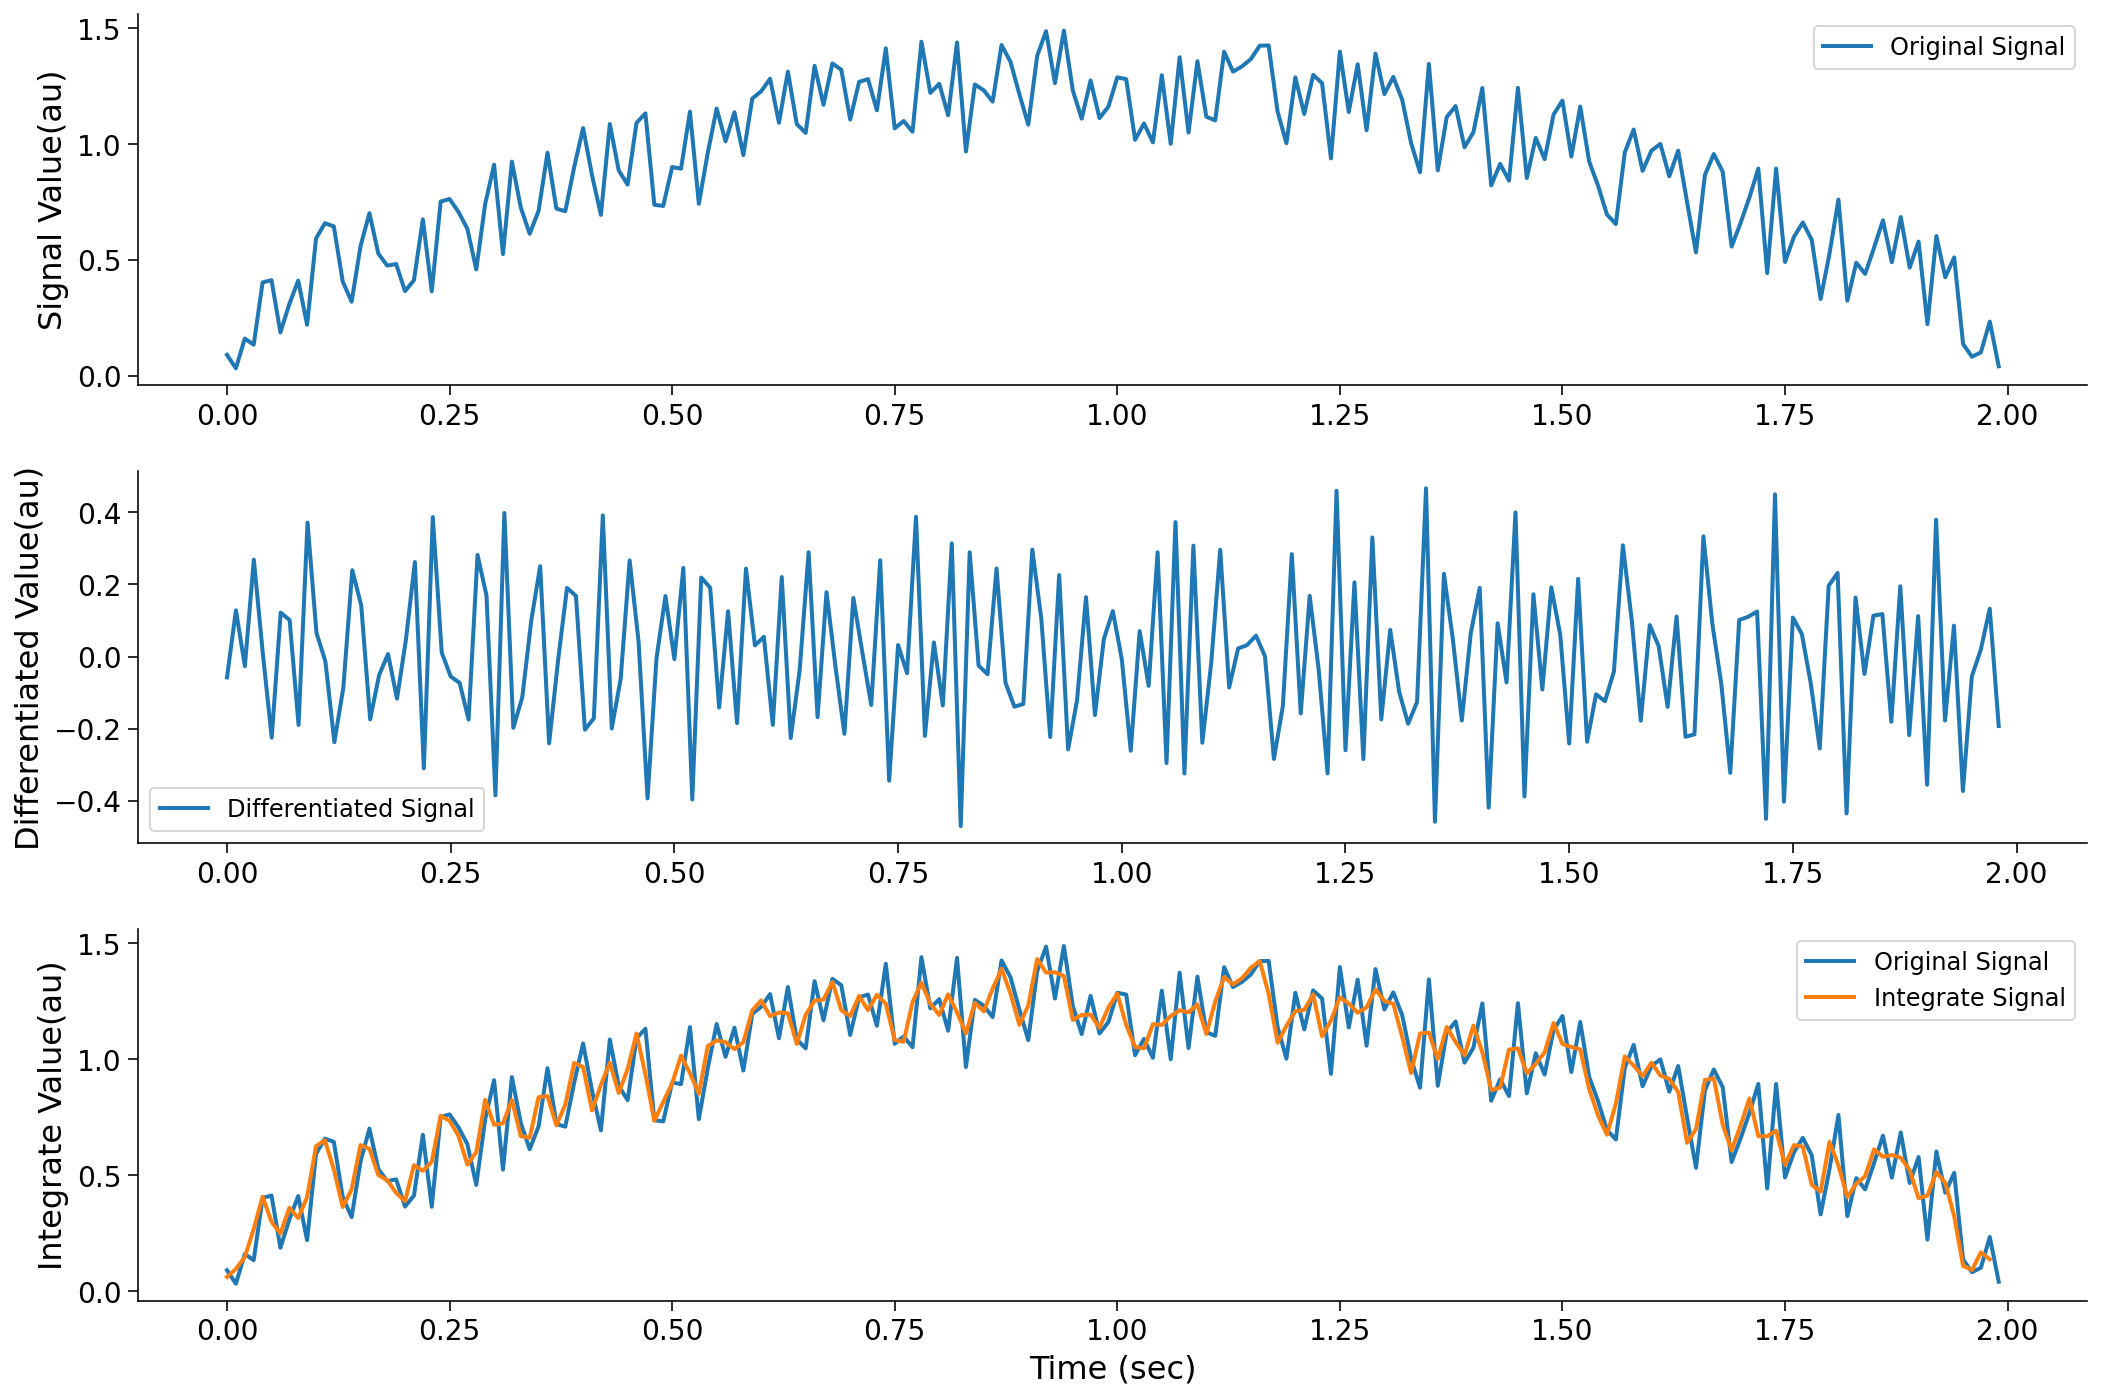 Signal Value(au)
1.5
1.0
0.5
0.0
Original Signal
0.00 0.25 0.50 0.75 1.00 1.25 1.50 1.75 2.00
Differentiated Value(au)
0.4
0.2
0.0
−0.2
−0.4
Differentiated Signal
0.00 0.25 0.50 0.75 1.00 1.25 1.50 1.75 2.00
Integrate Value(au)
1.5
1.0
0.5
0.0
Original Signal
Integrate Signal
0.00 0.25 0.50 0.75 1.00 1.25 1.50 1.75 2.00
Time (sec)